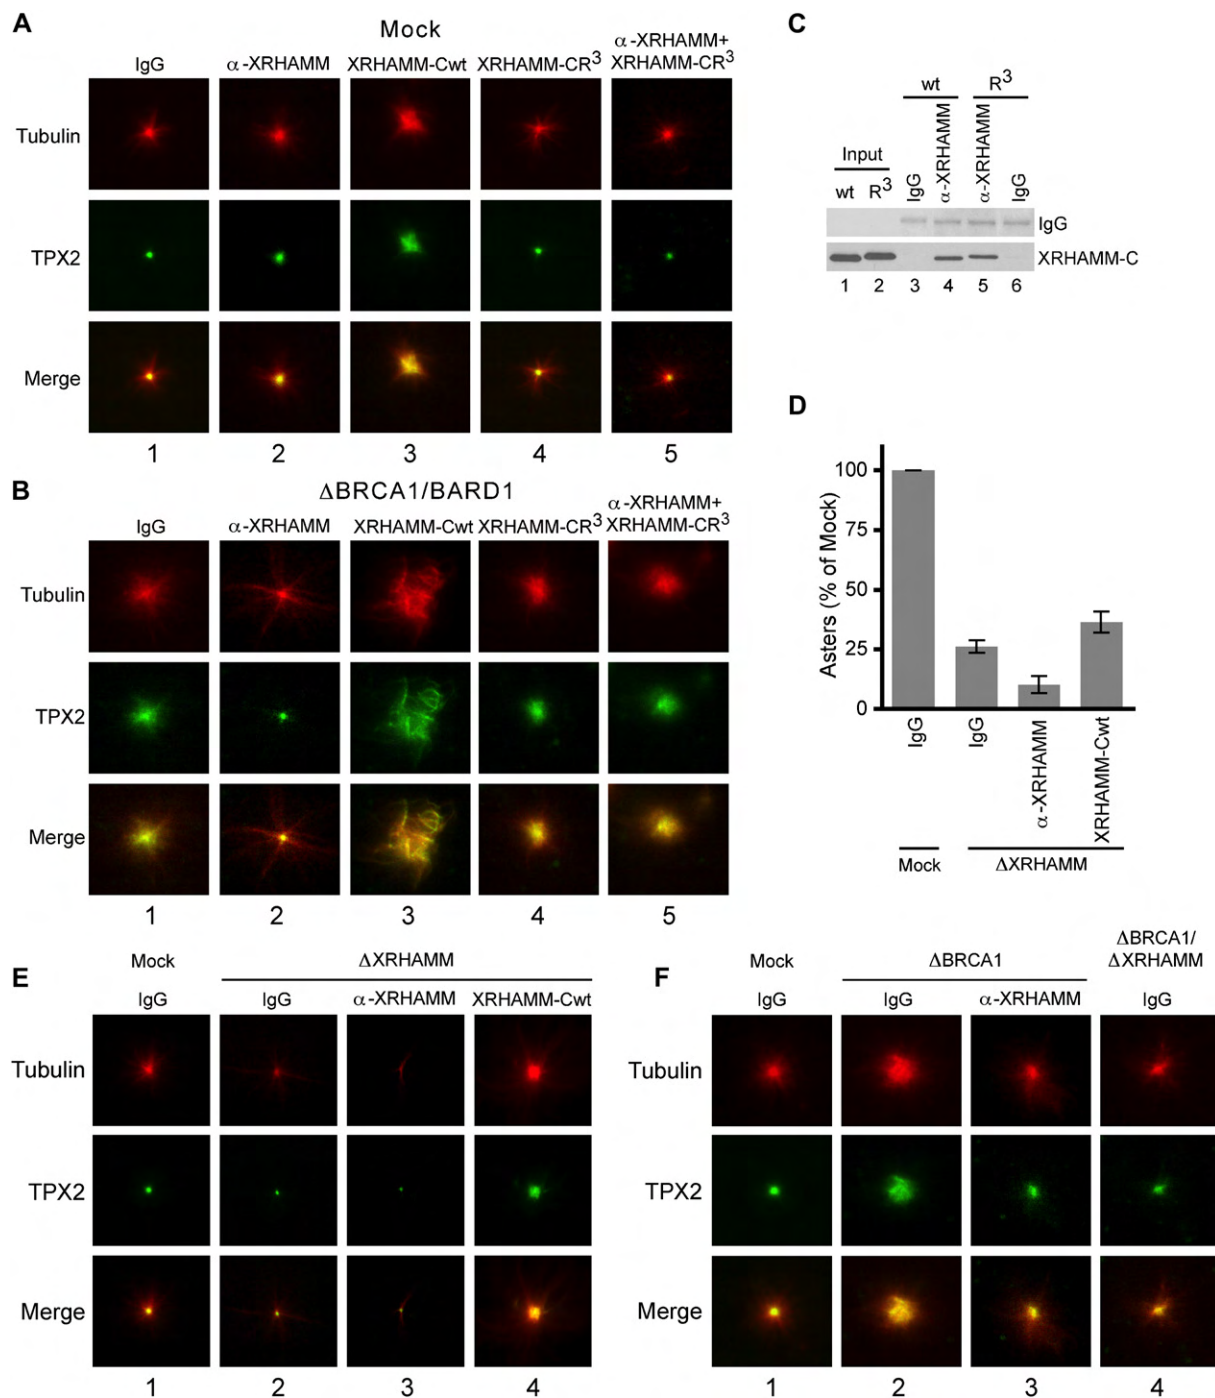 A
Mock
IgG
α-XRHAMM
XRHAMM-Cwt
XRHAMM-CR³
α-XRHAMM+
XRHAMM-CR³
Tubulin
TPX2
Merge
1 2 3 4 5
B
ΔBRCA1/BARD1
IgG
α-XRHAMM
XRHAMM-Cwt
XRHAMM-CR³
α-XRHAMM+
XRHAMM-CR³
Tubulin
TPX2
Merge
1 2 3 4 5
C
wt R³
Input
wt R³ IgG α-XRHAMM α-XRHAMM IgG
IgG
XRHAMM-C
1 2 3 4 5 6
D
Asters (% of Mock)
100
75
50
25
0
IgG IgG α-XRHAMM XRHAMM-Cwt
Mock ΔXRHAMM
E
Mock ΔXRHAMM
IgG IgG α-XRHAMM XRHAMM-Cwt
Tubulin
TPX2
Merge
1 2 3 4
F
Mock ΔBRCA1 ΔBRCA1/
ΔXRHAMM
IgG IgG α-XRHAMM IgG
Tubulin
TPX2
Merge
1 2 3 4